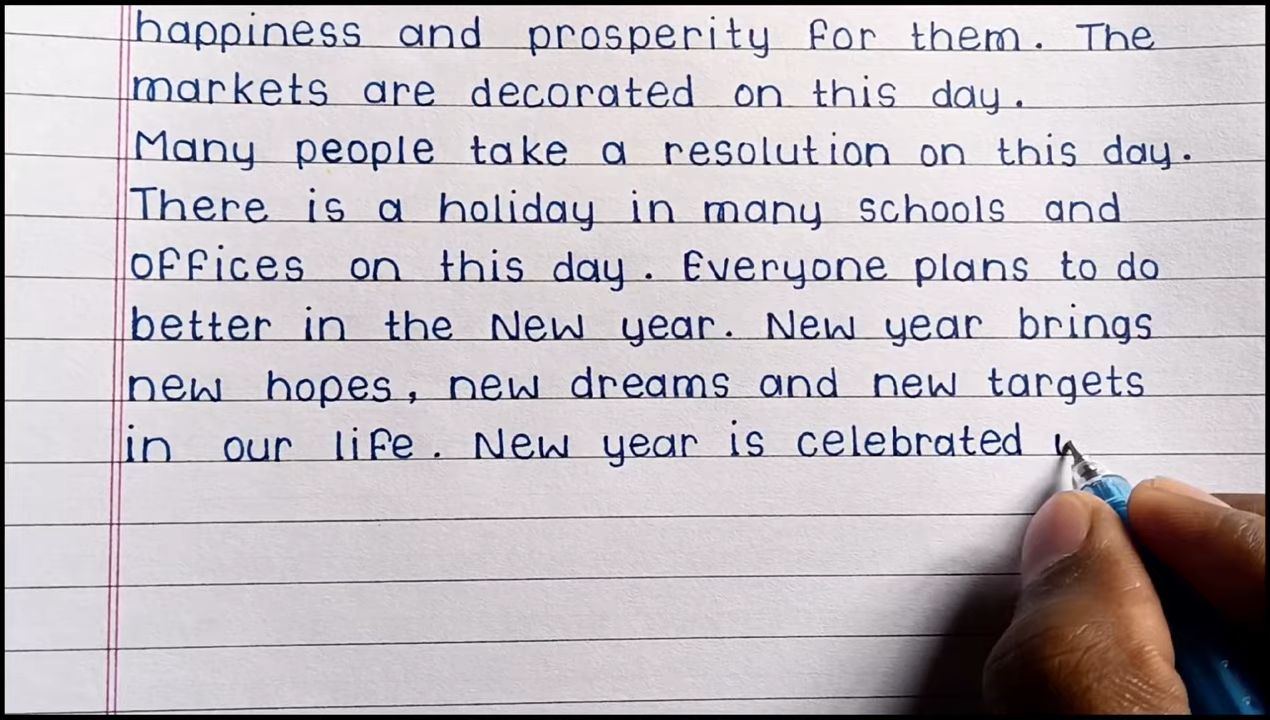 happiness and prosperity for them. The
markets are decorated on this day.
Many people take a resolution on this day.
There is a holiday in many schools and
offices on this day. Everyone plans to do
better in the New year. New year brings
new hopes, new dreams and new targets
in our life. New year is celebrated